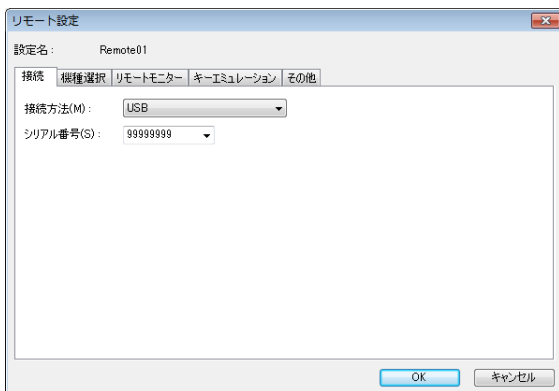 リモート設定
設定名: Remote01
接続 機種選択 リモートモニター キーエミュレーション その他
接続方法(M): USB
シリアル番号(S): 99999999
OK キャンセル